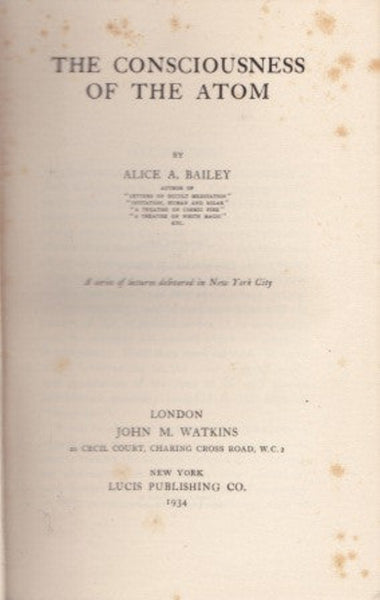 THE CONSCIOUSNESS
OF THE ATOM
BY
ALICE A. BAILEY
AUTHOR OF
"LETTERS ON OCCULT MEDITATION"
"INITIATION, HUMAN AND SOLAR"
"A TREATISE ON COSMIC FIRE"
"A TREATISE ON WHITE MAGIC"
ETC.
A series of lectures delivered in New York City
LONDON
JOHN M. WATKINS
21 CECIL COURT, CHARING CROSS ROAD, W.C.2
NEW YORK
LUCIS PUBLISHING CO.
1934